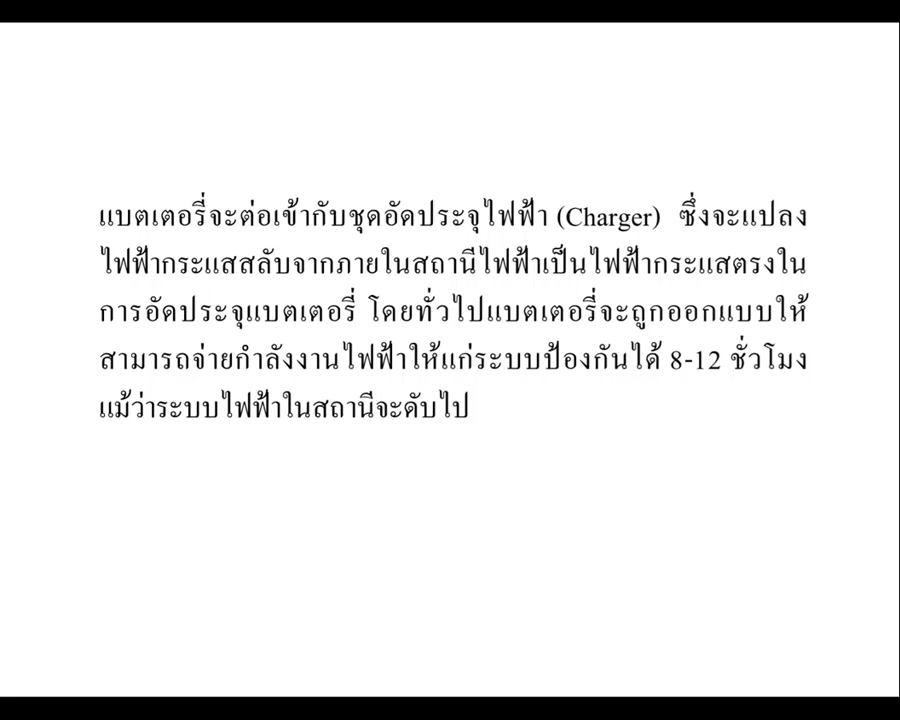 แบตเตอรี่จะต่อเข้ากับชุดอัดประจุไฟฟ้า (Charger) ซึ่งจะแปลง
ไฟฟ้ากระแสสลับจากภายในสถานีไฟฟ้าเป็นไฟฟ้ากระแสตรงใน
การอัดประจุแบตเตอรี่ โดยทั่วไปแบตเตอรี่จะถูกออกแบบให้
สามารถจ่ายกำลังงานไฟฟ้าให้แก่ระบบป้องกันได้ 8-12 ชั่วโมง
แม้ว่าระบบไฟฟ้าในสถานีจะดับไป